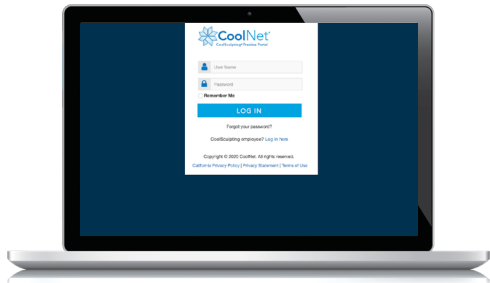 CoolNet
CoolSculpting Practice Portal
User Name
Password
Remember Me
LOG IN
Forgot your password?
CoolSculpting employee? Log in here
Copyright © 2020 CoolNet. All rights reserved.
California Privacy Policy | Privacy Statement | Terms of Use